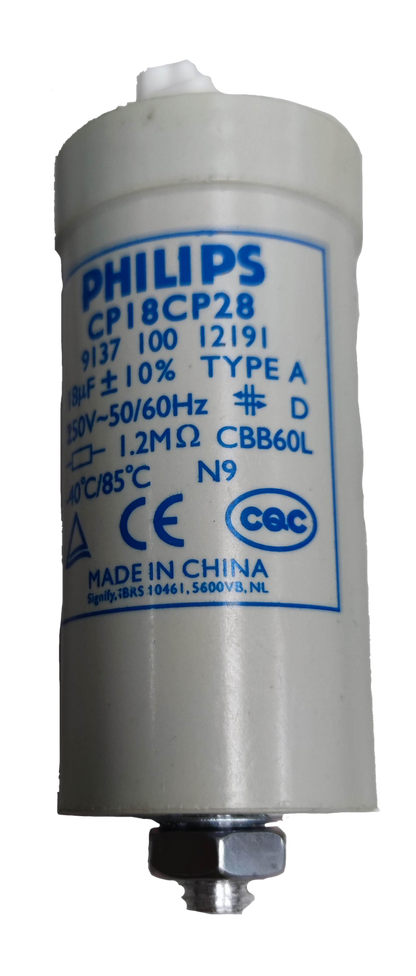 PHILIPS
CP18CP28
9137 100 12191
18µF ± 10% TYPE A
250V~50/60Hz D
1.2MΩ CBB60L
-40°C/85°C N9
CE CQC
MADE IN CHINA
Signify, IBRS 10461, 5600VB, NL